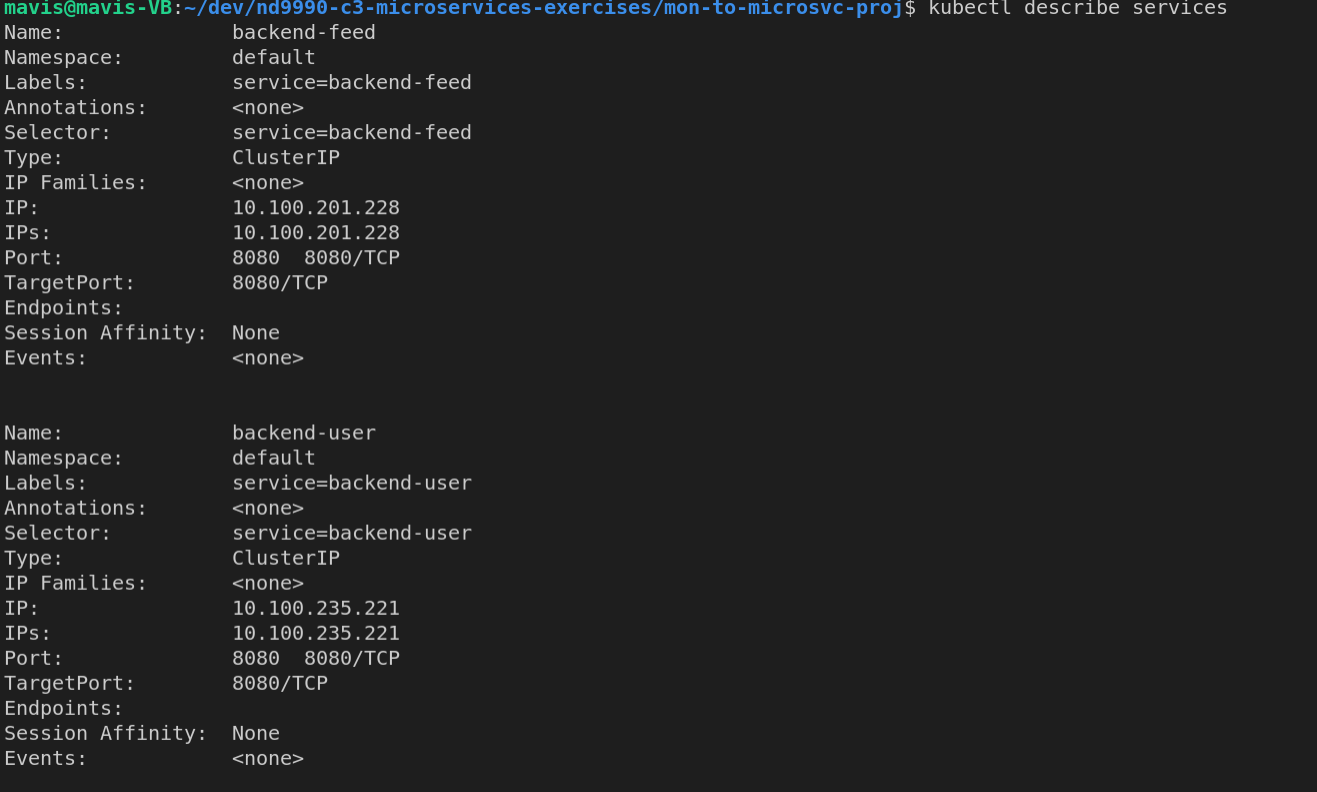 mavis@mavis-VB:~/dev/nd9990-c3-microservices-exercises/mon-to-microsvc-proj$ kubectl describe services
Name:              backend-feed
Namespace:         default
Labels:            service=backend-feed
Annotations:       <none>
Selector:          service=backend-feed
Type:              ClusterIP
IP Families:       <none>
IP:                10.100.201.228
IPs:               10.100.201.228
Port:              8080  8080/TCP
TargetPort:        8080/TCP
Endpoints:
Session Affinity:  None
Events:            <none>
Name:              backend-user
Namespace:         default
Labels:            service=backend-user
Annotations:       <none>
Selector:          service=backend-user
Type:              ClusterIP
IP Families:       <none>
IP:                10.100.235.221
IPs:               10.100.235.221
Port:              8080  8080/TCP
TargetPort:        8080/TCP
Endpoints:
Session Affinity:  None
Events:            <none>